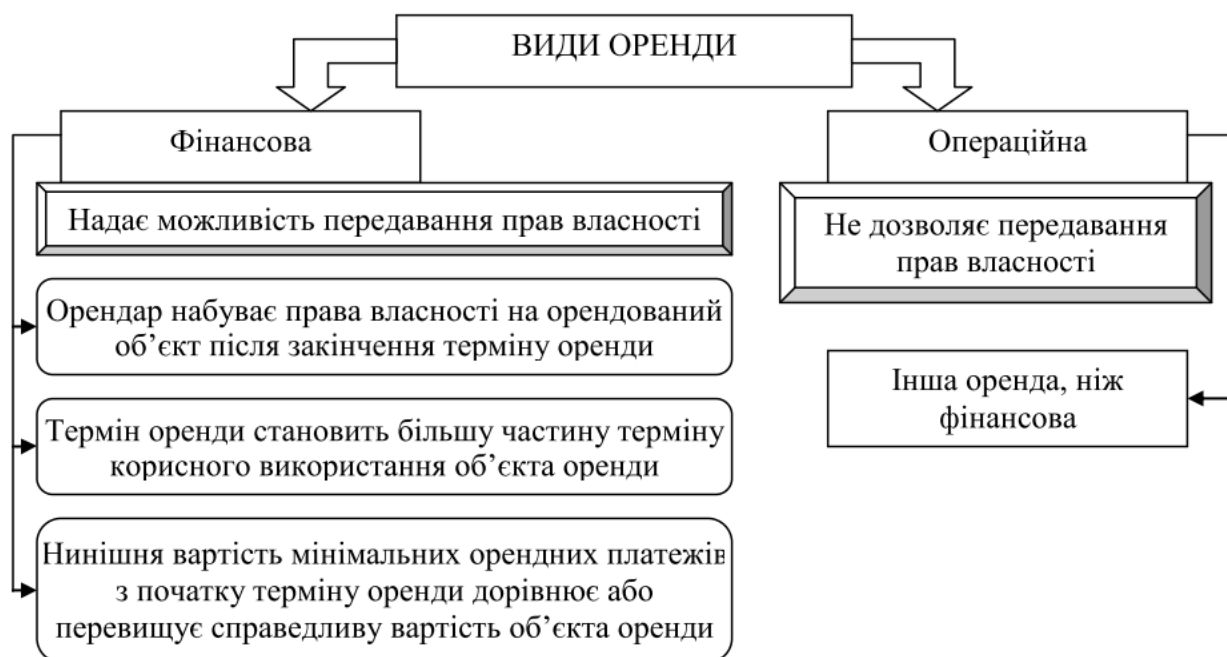 ВИДИ ОРЕНДИ
Фінансова
Надає можливість передавання прав власності
Орендар набуває права власності на орендований
об’єкт після закінчення терміну оренди
Термін оренди становить більшу частину терміну
корисного використання об’єкта оренди
Нинішня вартість мінімальних орендних платежів
з початку терміну оренди дорівнює або
перевищує справедливу вартість об’єкта оренди
Операційна
Не дозволяє передавання
прав власності
Інша оренда, ніж
фінансова